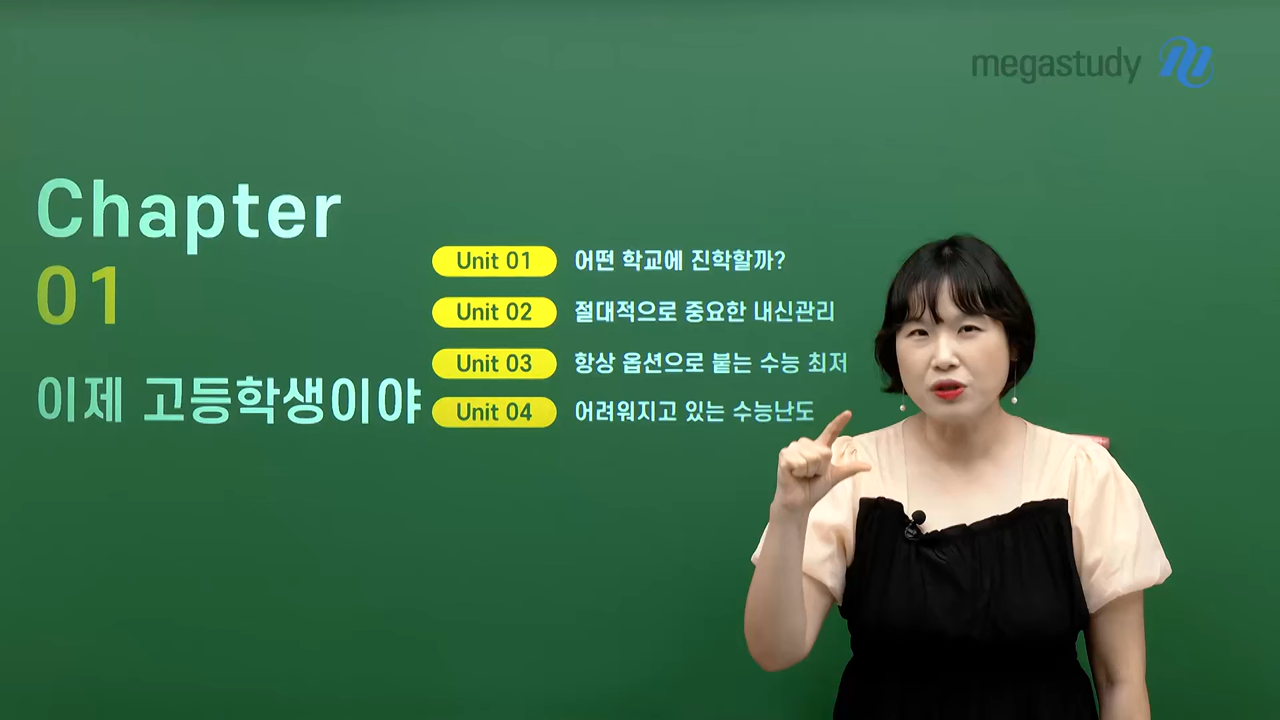 megastudy
Chapter
01
이제 고등학생이야
Unit 01 어떤 학교에 진학할까?
Unit 02 절대적으로 중요한 내신관리
Unit 03 항상 옵션으로 붙는 수능 최저
Unit 04 어려워지고 있는 수능난도